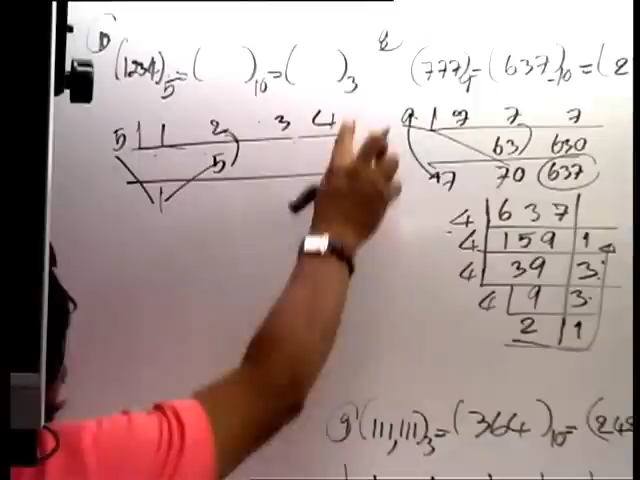 (1234)5=( )10=( )3
5 1 2 3 4
5
1
(777)9=(637)10=(2
9 7 7 7
63 630
7 70 637
4 637
4 159 1
4 39 3
4 9 3
2 1
(111,111)3=(364)10=(24